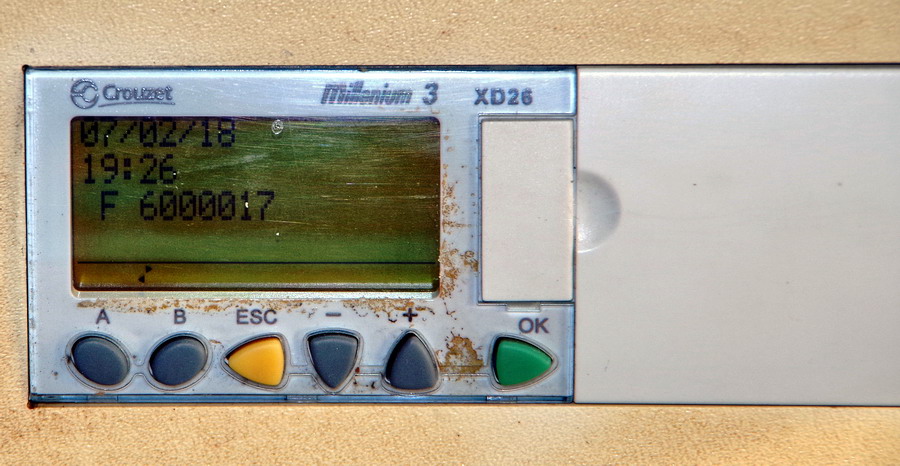 Crouzet Millenium 3 XD26
07/02/18
19:26
F 6000017
A B ESC - + OK